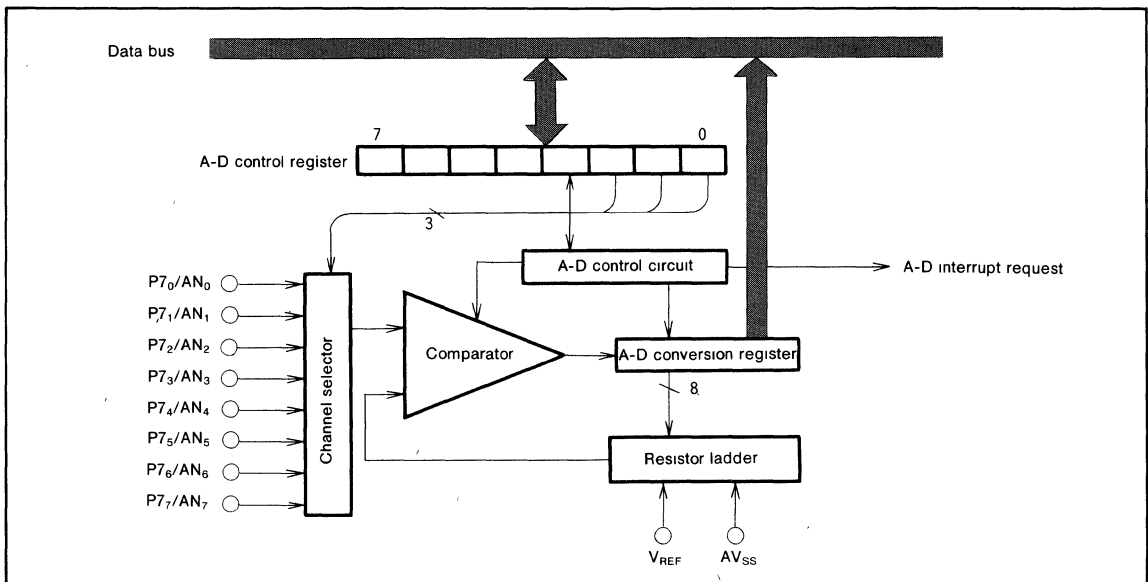 Data bus
7 0
A-D control register
3
A-D control circuit
A-D interrupt request
P7₀/AN₀
P7₁/AN₁
P7₂/AN₂
P7₃/AN₃
P7₄/AN₄
P7₅/AN₅
P7₆/AN₆
P7₇/AN₇
Channel selector
Comparator
A-D conversion register
8
Resistor ladder
V_REF AV_SS